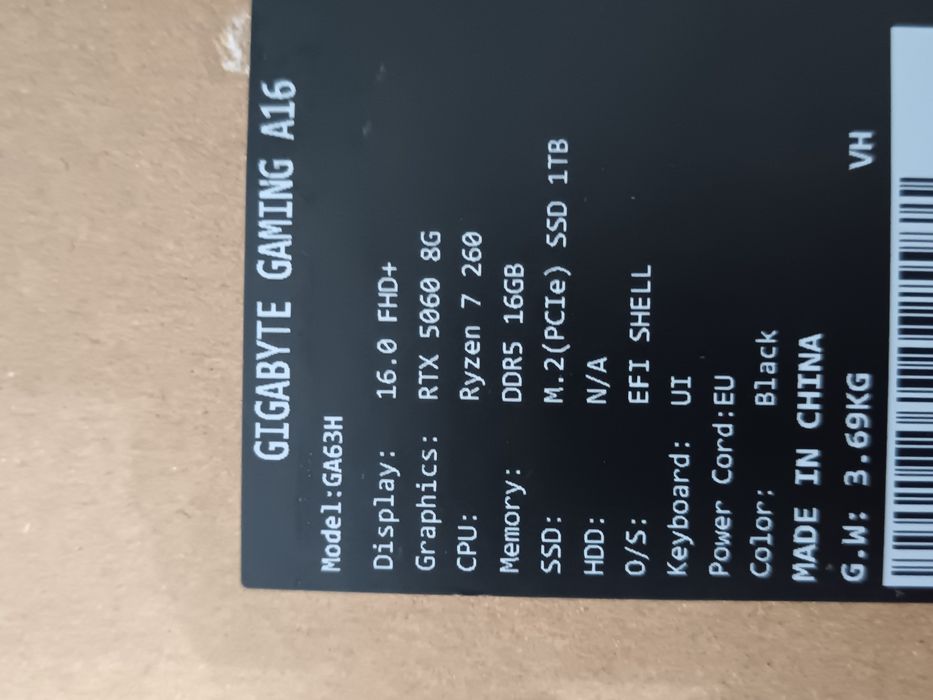 GIGABYTE GAMING A16
Model:GA63H
Display: 16.0 FHD+
Graphics: RTX 5060 8G
CPU: Ryzen 7 260
Memory: DDR5 16GB
SSD: M.2(PCIe) SSD 1TB
HDD: N/A
O/S: EFI SHELL
Keyboard: UI
Power Cord:EU
Color: Black
MADE IN CHINA
G.W: 3.69KG VH